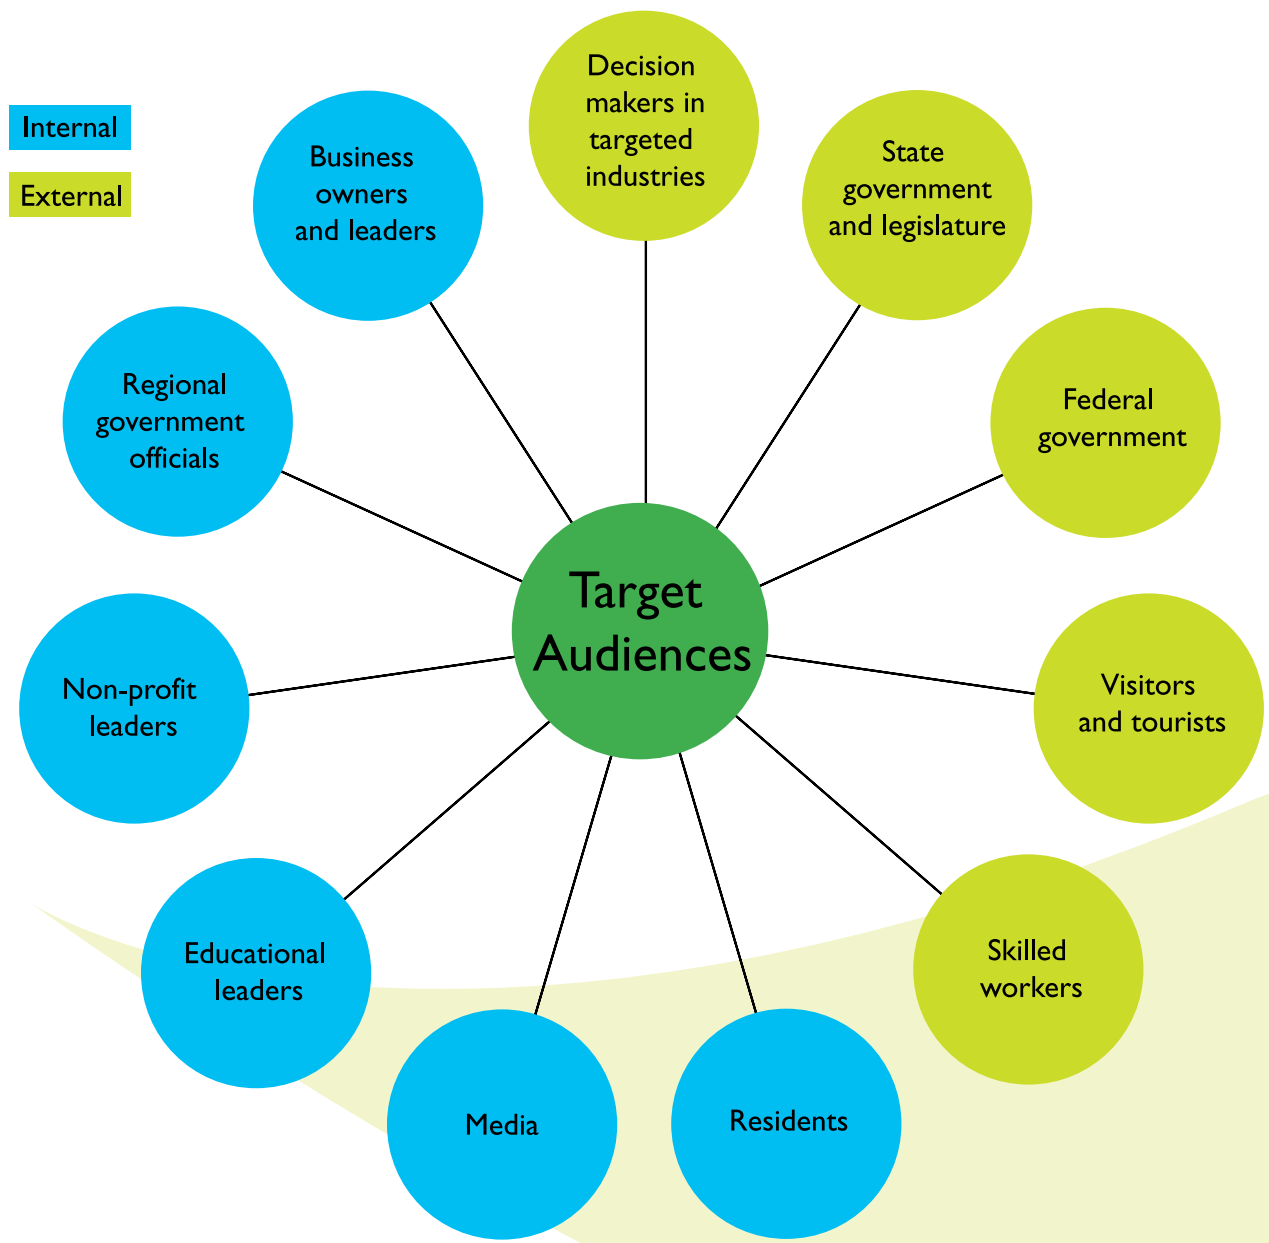 Internal
External
Decision
makers in
targeted
industries
State
government
and legislature
Federal
government
Visitors
and tourists
Skilled
workers
Residents
Media
Educational
leaders
Non-profit
leaders
Regional
government
officials
Business
owners
and leaders
Target
Audiences